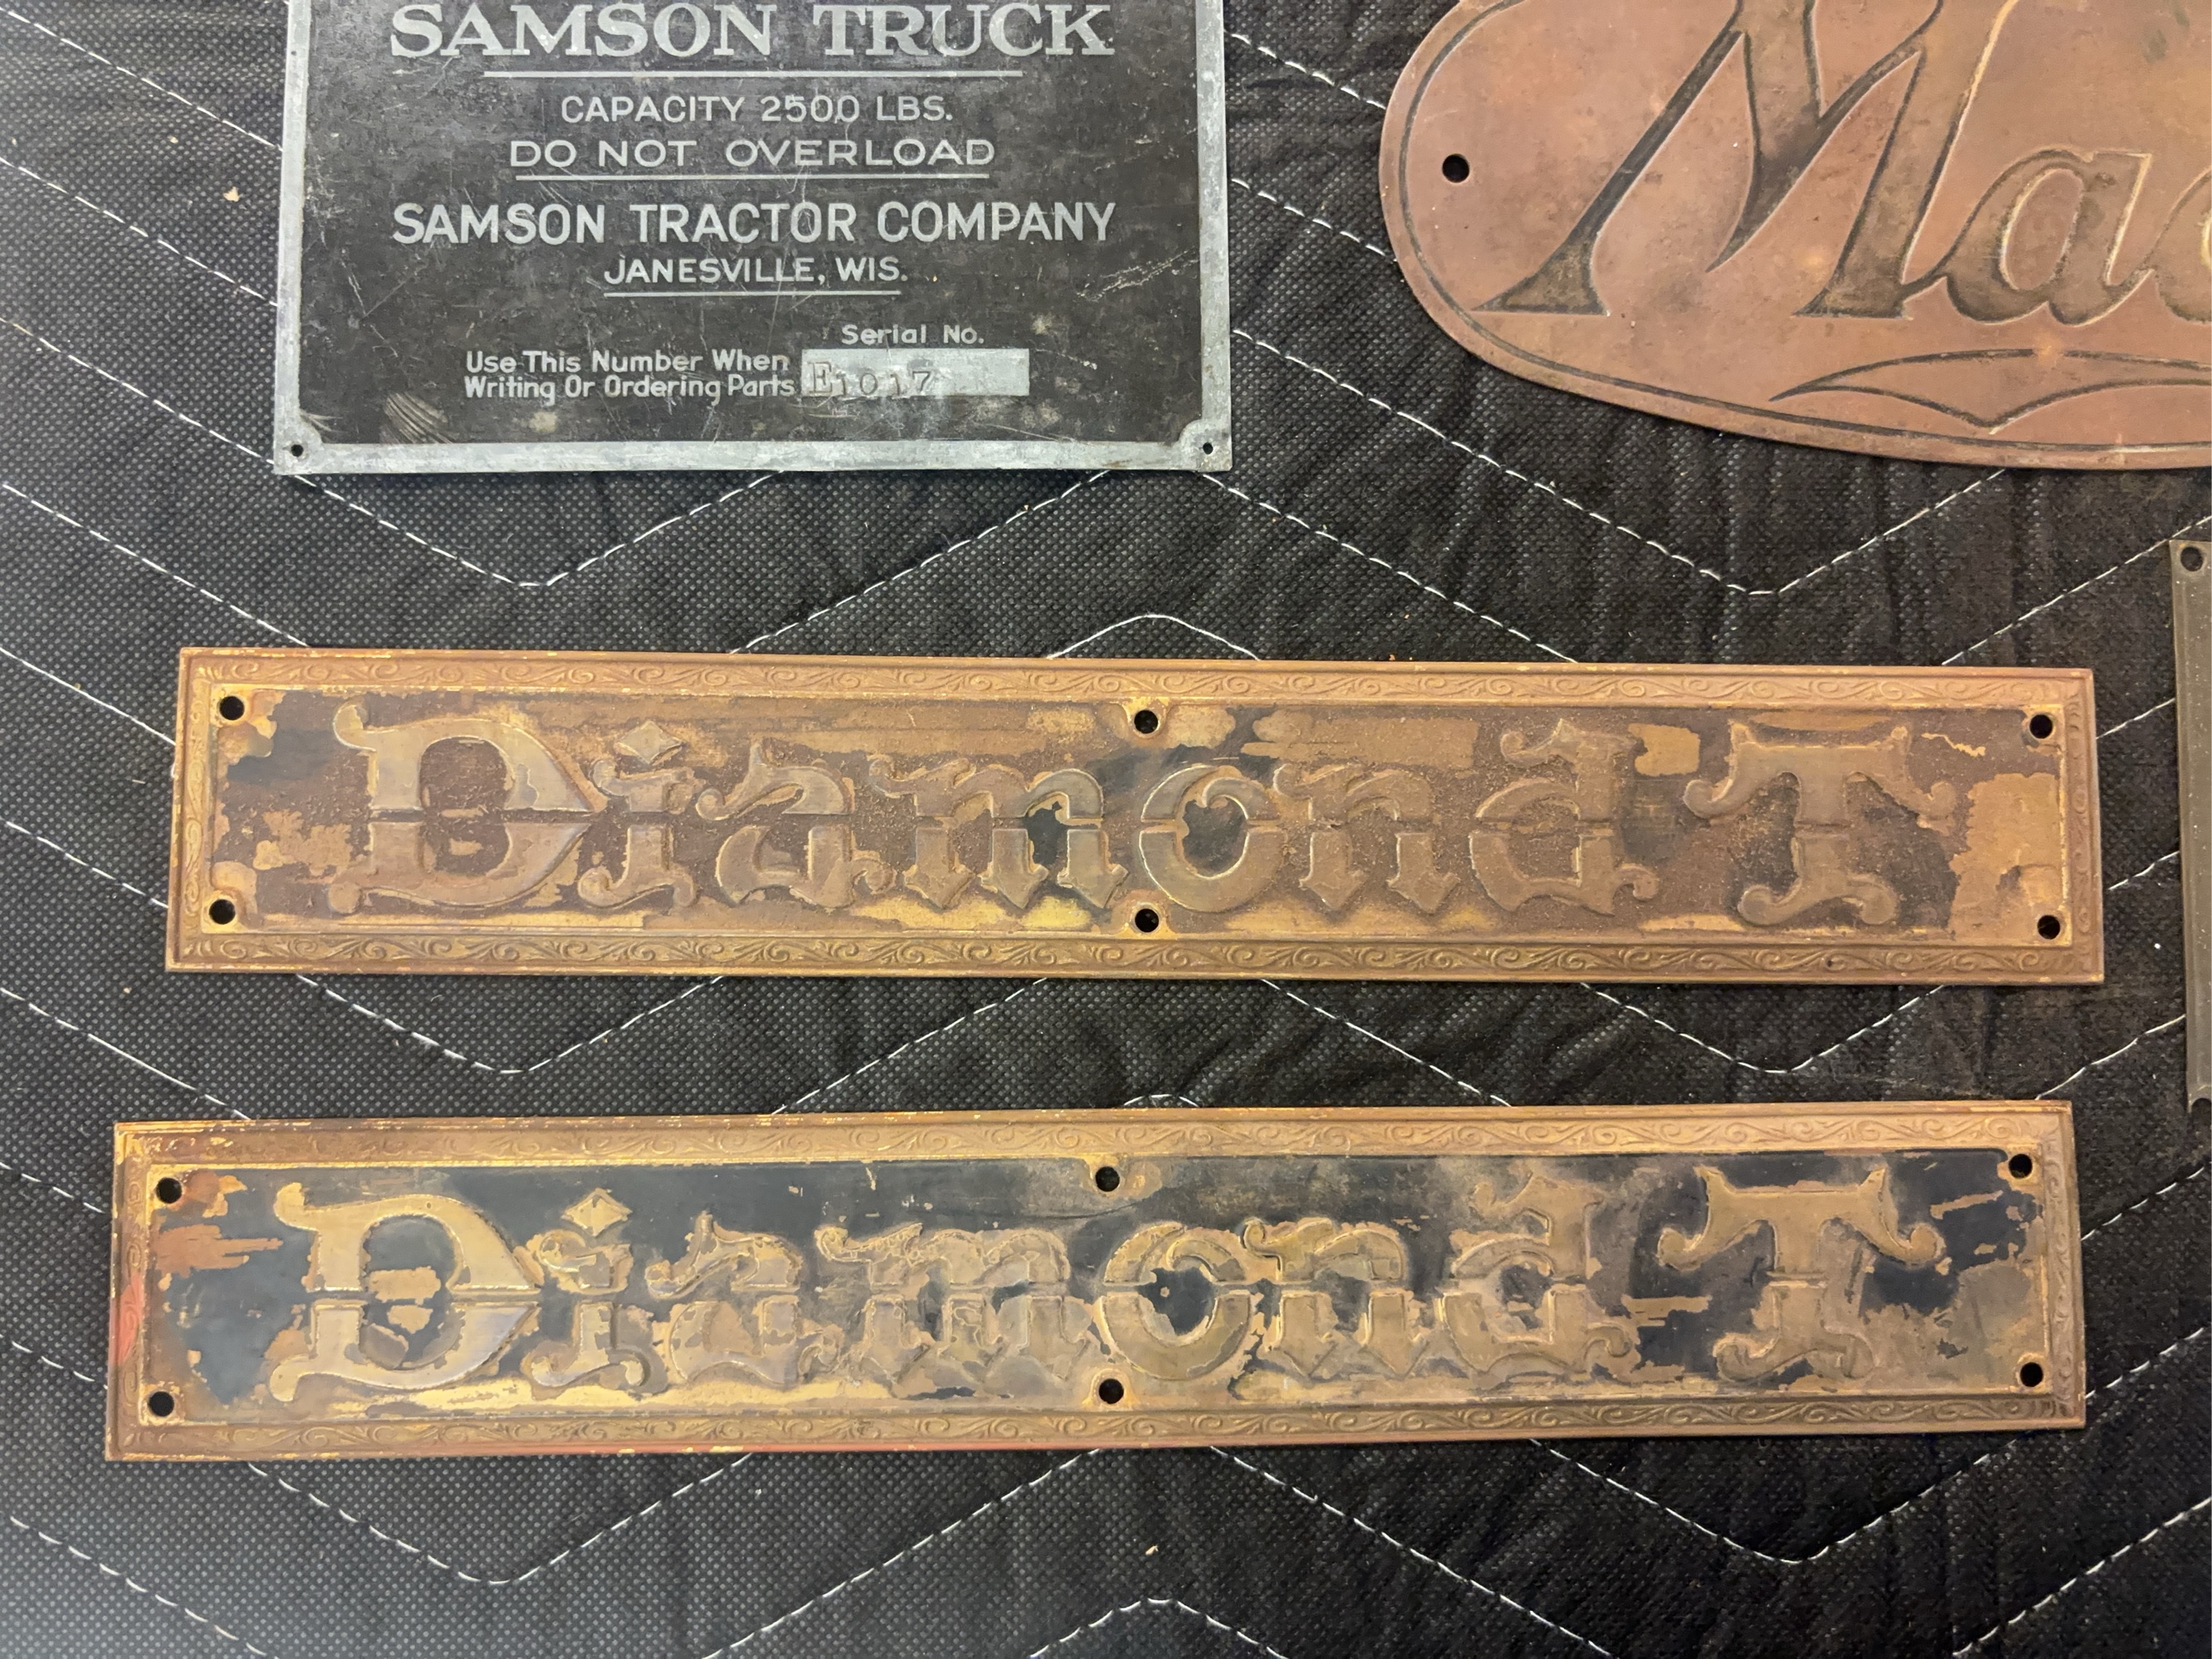 SAMSON TRUCK
CAPACITY 2500 LBS.
DO NOT OVERLOAD
SAMSON TRACTOR COMPANY
JANESVILLE, WIS.
Serial No.
Use This Number When
Writing Or Ordering Parts E1017
Diamond T
Diamond T